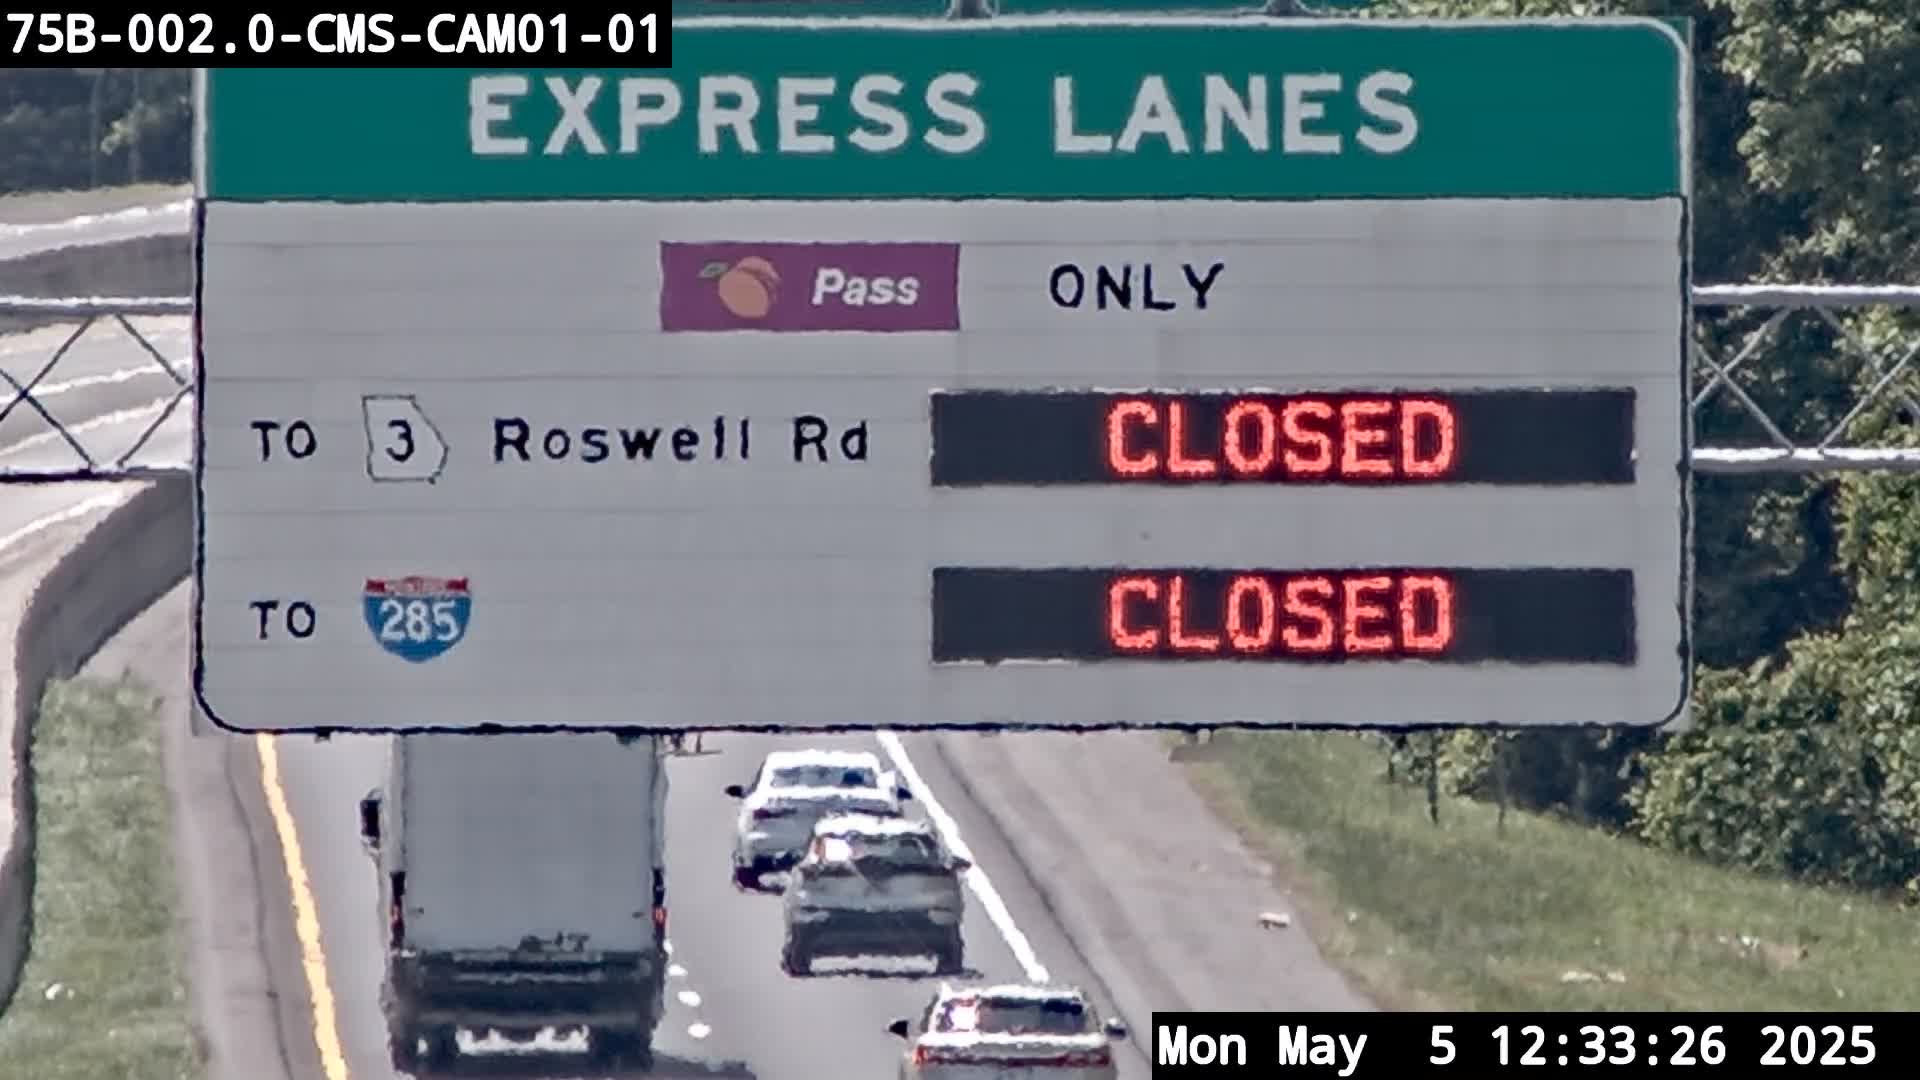 75B-002.0-CMS-CAM01-01
EXPRESS LANES
Pass ONLY
TO 3 Roswell Rd CLOSED
TO 285 CLOSED
Mon May 5 12:33:26 2025